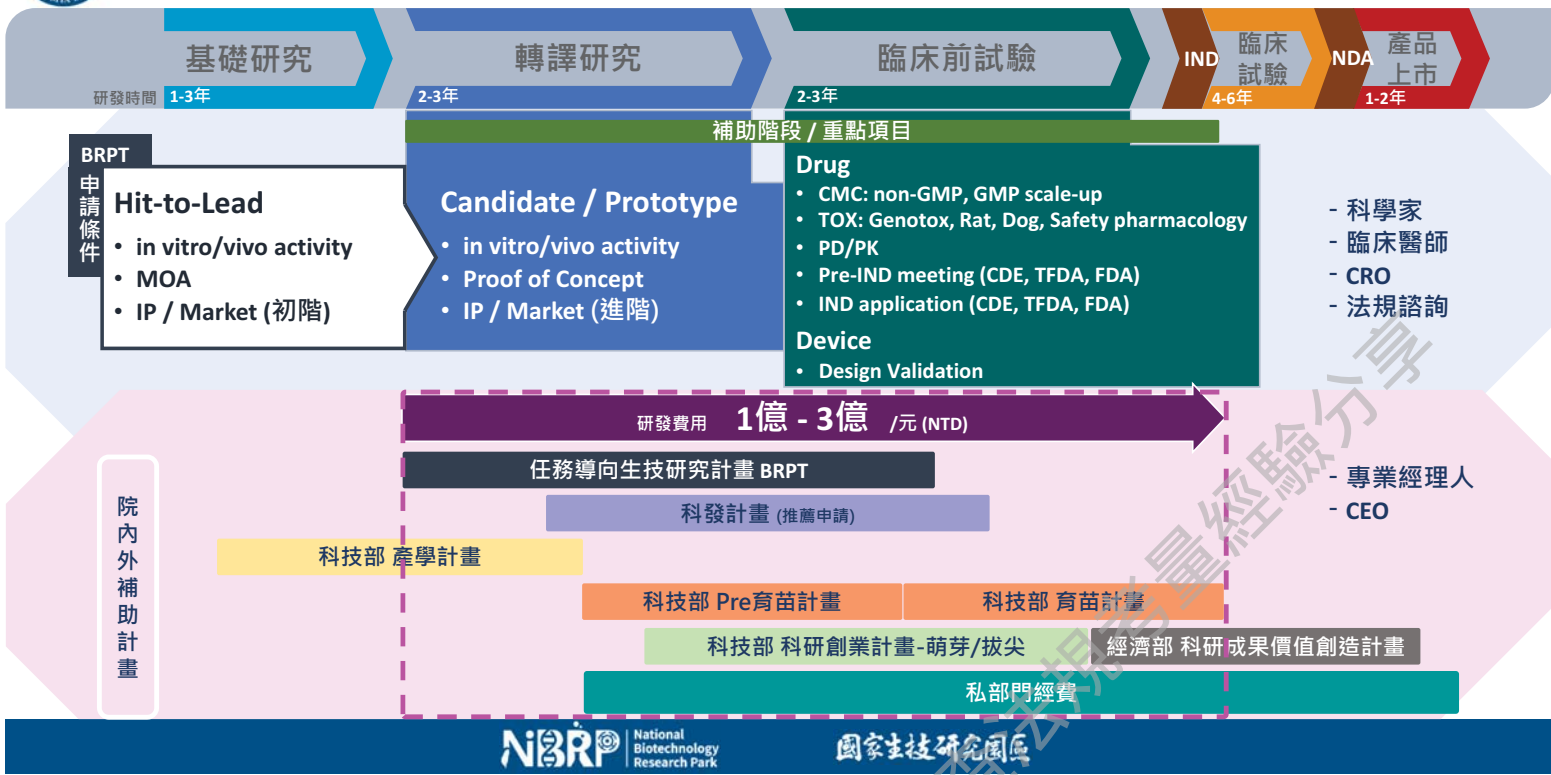 基礎研究
轉譯研究
臨床前試驗
IND
臨床
試驗
NDA
產品
上市
研發時間
1-3年
2-3年
2-3年
4-6年
1-2年
補助階段 / 重點項目
BRPT
申請條件
Hit-to-Lead
• in vitro/vivo activity
• MOA
• IP / Market (初階)
Candidate / Prototype
• in vitro/vivo activity
• Proof of Concept
• IP / Market (進階)
Drug
• CMC: non-GMP, GMP scale-up
• TOX: Genotox, Rat, Dog, Safety pharmacology
• PD/PK
• Pre-IND meeting (CDE, TFDA, FDA)
• IND application (CDE, TFDA, FDA)
Device
• Design Validation
- 科學家
- 臨床醫師
- CRO
- 法規諮詢
研發費用 1億 - 3億 /元 (NTD)
院內外補助計畫
任務導向生技研究計畫 BRPT
科發計畫 (推薦申請)
科技部 產學計畫
科技部 Pre育苗計畫
科技部 育苗計畫
科技部 科研創業計畫-萌芽/拔尖
經濟部 科研成果價值創造計畫
私部門經費
- 專業經理人
- CEO
法規考量經驗分享
NBRP
National
Biotechnology
Research Park
國家生技研究園區